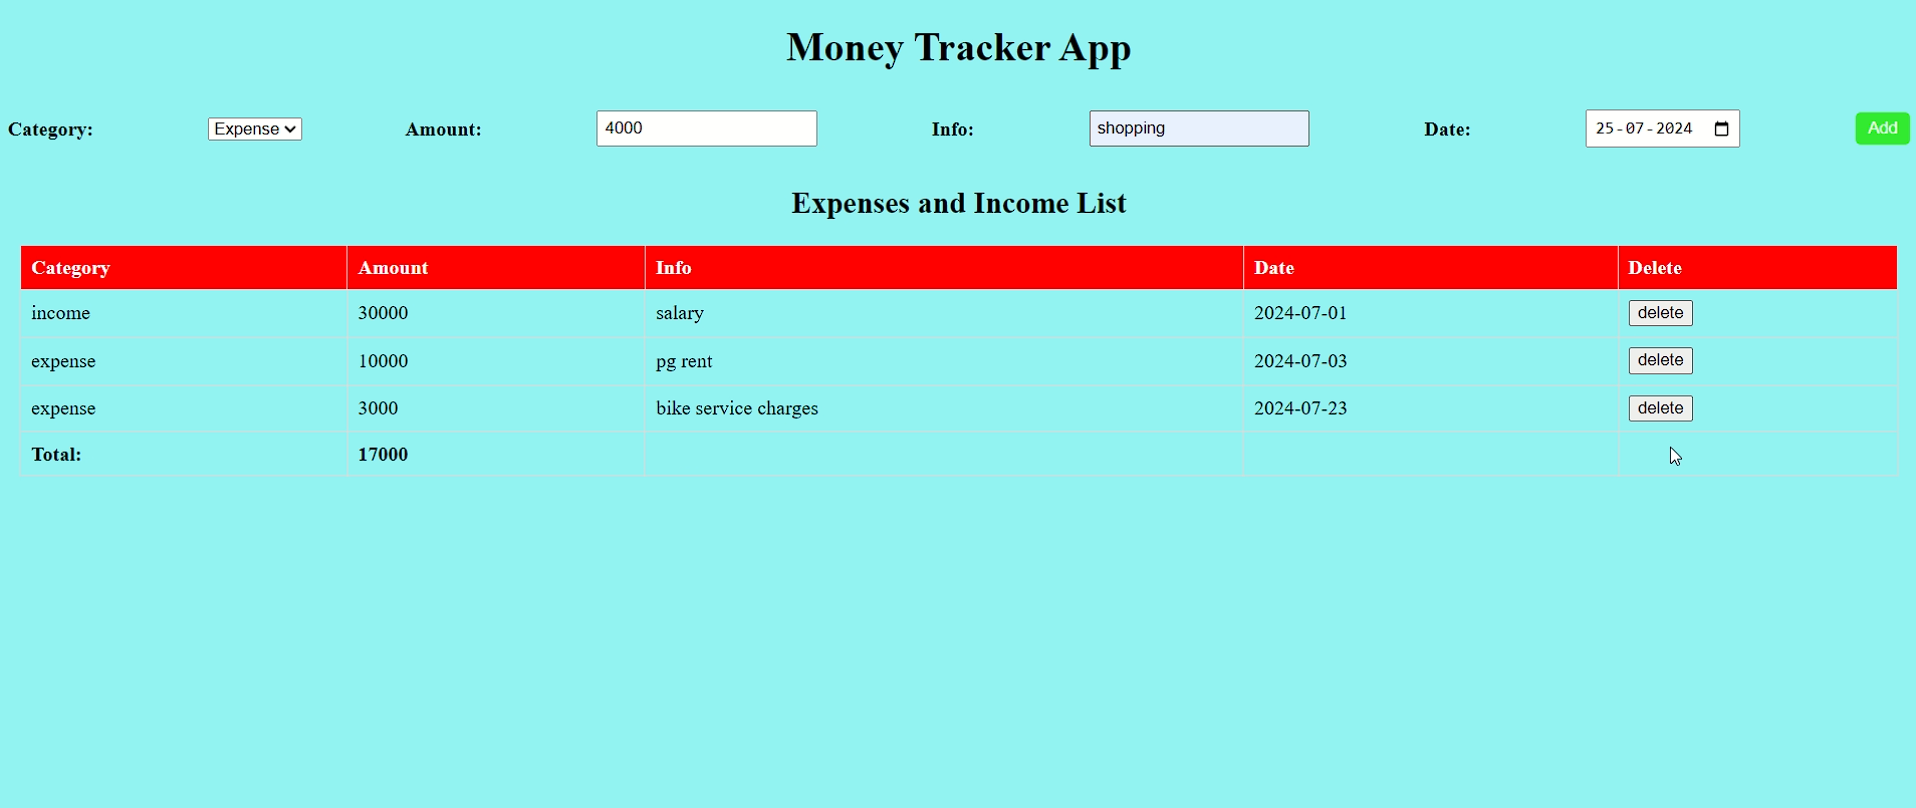 Money Tracker App
Category: Expense Amount: 4000 Info: shopping Date: 25-07-2024 Add
Expenses and Income List
Category Amount Info Date Delete
income 30000 salary 2024-07-01 delete
expense 10000 pg rent 2024-07-03 delete
expense 3000 bike service charges 2024-07-23 delete
Total: 17000